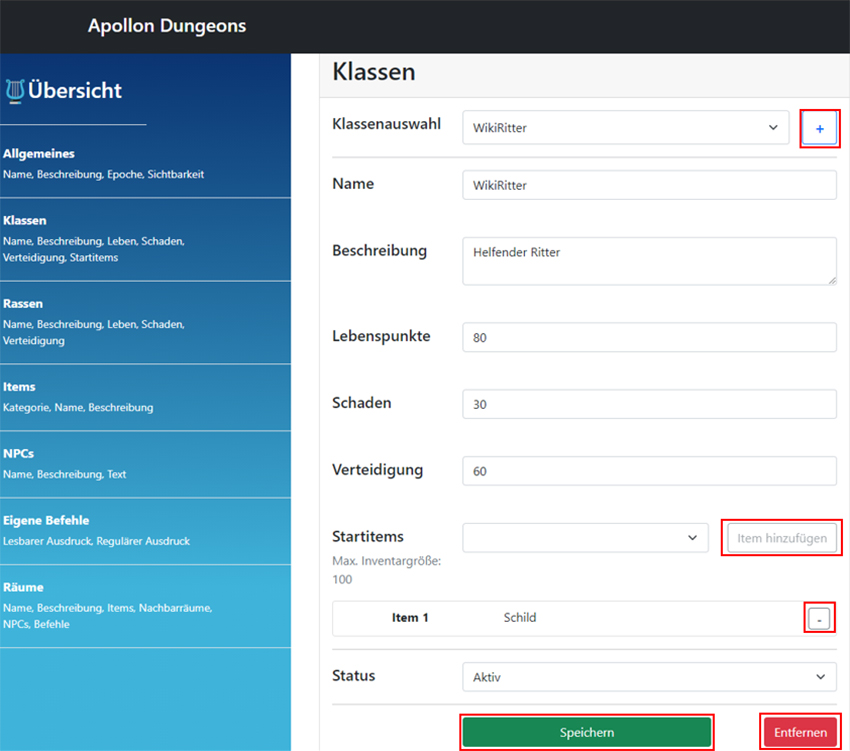 Apollon Dungeons
Übersicht
Allgemeines
Name, Beschreibung, Epoche, Sichtbarkeit
Klassen
Name, Beschreibung, Leben, Schaden,
Verteidigung, Startitems
Rassen
Name, Beschreibung, Leben, Schaden,
Verteidigung
Items
Kategorie, Name, Beschreibung
NPCs
Name, Beschreibung, Text
Eigene Befehle
Lesbarer Ausdruck, Regulärer Ausdruck
Räume
Name, Beschreibung, Items, Nachbarräume,
NPCs, Befehle
Klassen
Klassenauswahl WikiRitter +
Name WikiRitter
Beschreibung Helfender Ritter
Lebenspunkte 80
Schaden 30
Verteidigung 60
Startitems Item hinzufügen
Max. Inventargröße:
100
Item 1 Schild -
Status Aktiv
Speichern Entfernen